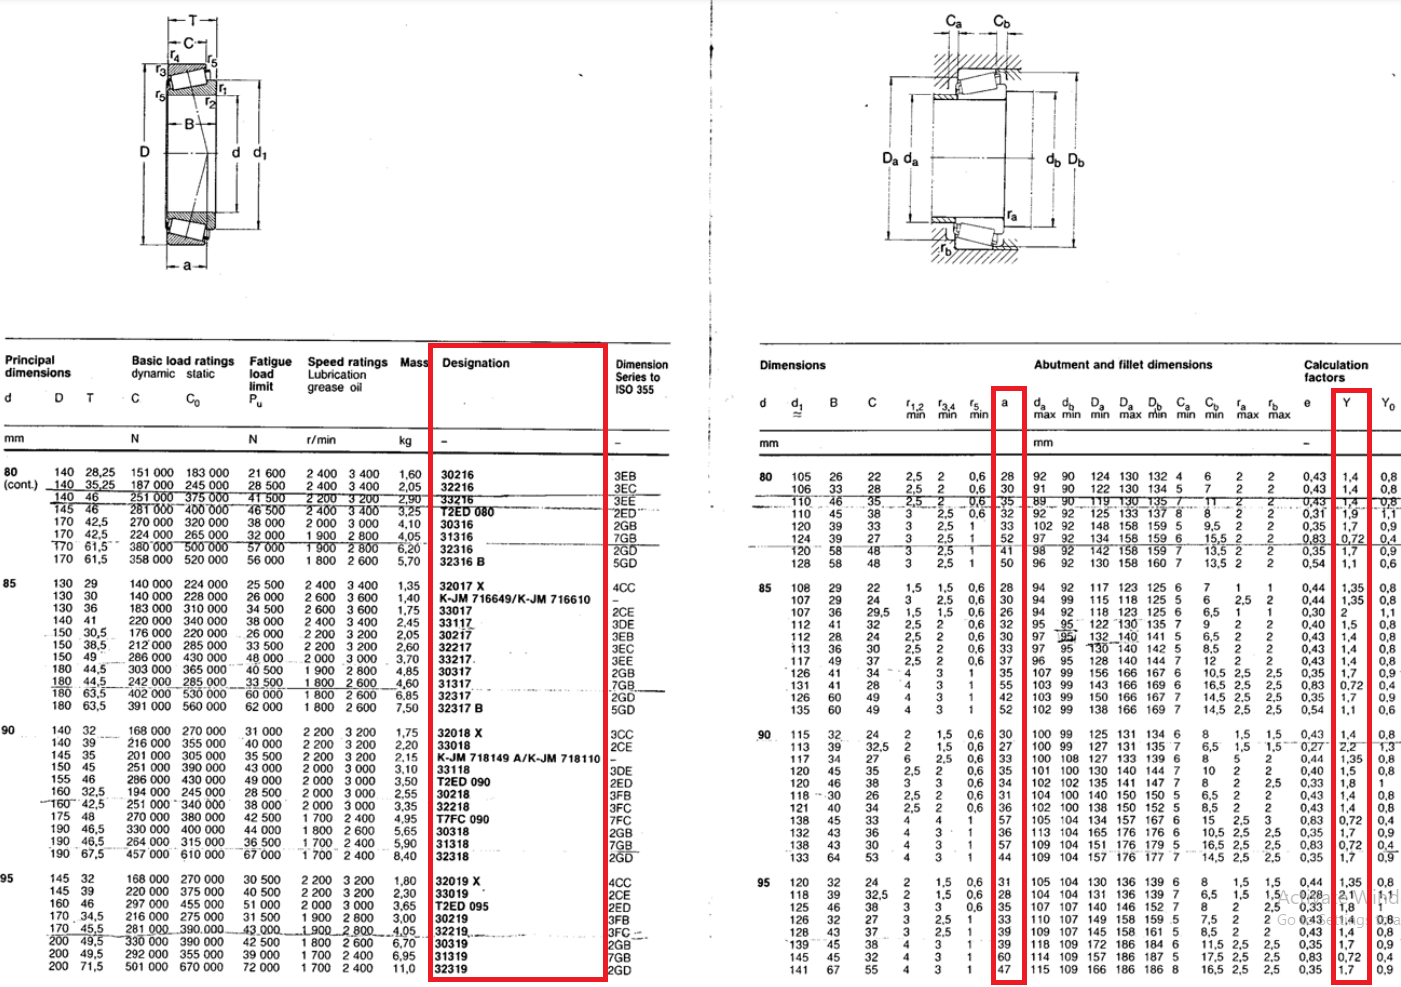 T
C
r4
r3
r5
r5
r1
r2
B
D
d
d1
a
Principal dimensions
Basic load ratings
dynamic static
Fatigue load limit
Speed ratings
Lubrication
grease oil
Mass
Designation
Dimension Series to ISO 355
d D T C C0 Pu
mm N N r/min kg – –
80 140 28,25 151 000 183 000 21 600 2 400 3 400 1,60 30216 3EB
(cont.) 140 35,25 187 000 245 000 28 500 2 400 3 400 2,05 32216 3EC
140 46 251 000 375 000 41 500 2 200 3 200 2,90 33216 3EE
145 46 281 000 400 000 46 500 2 400 3 400 3,25 T2ED 080 2ED
170 42,5 270 000 320 000 38 000 2 000 3 000 4,10 30316 2GB
170 42,5 224 000 265 000 32 000 1 900 2 800 4,05 31316 7GB
170 61,5 380 000 500 000 57 000 1 900 2 800 6,20 32316 2GD
170 61,5 358 000 520 000 56 000 1 800 2 600 5,70 32316 B 5GD
85 130 29 140 000 224 000 25 500 2 400 3 400 1,35 32017 X 4CC
130 30 140 000 228 000 26 000 2 400 3 600 1,40 K-JM 716649/K-JM 716610 –
130 36 183 000 310 000 34 500 2 600 3 600 1,75 33017 2CE
140 41 220 000 340 000 38 000 2 400 3 400 2,45 33117 3DE
150 30,5 176 000 220 000 26 000 2 200 3 200 2,05 30217 3EB
150 38,5 212 000 285 000 33 500 2 200 3 200 2,60 32217 3EC
150 49 286 000 430 000 48 000 2 000 3 000 3,70 33217 3EE
180 44,5 303 000 365 000 40 500 1 900 2 800 4,85 30317 2GB
180 44,5 242 000 285 000 33 500 1 800 2 600 4,60 31317 7GB
180 63,5 402 000 530 000 60 000 1 800 2 600 6,85 32317 2GD
180 63,5 391 000 560 000 62 000 1 800 2 600 7,50 32317 B 5GD
90 140 32 168 000 270 000 31 000 2 200 3 200 1,75 32018 X 3CC
140 39 216 000 355 000 40 000 2 200 3 200 2,20 33018 2CE
145 35 201 000 305 000 35 500 2 200 3 200 2,15 K-JM 718149 A/K-JM 718110 –
150 45 251 000 390 000 43 000 2 000 3 000 3,10 33118 3DE
155 46 286 000 430 000 49 000 2 000 3 000 3,50 T2ED 090 2ED
160 32,5 194 000 245 000 28 500 2 000 3 000 2,55 30218 3FB
160 42,5 251 000 340 000 38 000 2 000 3 000 3,35 32218 3FC
175 48 270 000 380 000 42 500 1 700 2 400 4,95 T7FC 090 7FC
190 46,5 330 000 400 000 44 000 1 800 2 600 5,65 30318 2GB
190 46,5 264 000 315 000 36 500 1 700 2 400 5,90 31318 7GB
190 67,5 457 000 610 000 67 000 1 700 2 400 8,40 32318 2GD
95 145 32 168 000 270 000 30 500 2 200 3 200 1,80 32019 X 4CC
145 39 220 000 375 000 40 500 2 200 3 200 2,30 33019 2CE
160 46 297 000 455 000 51 000 2 000 3 000 3,65 T2ED 095 2ED
170 34,5 216 000 275 000 31 500 1 900 2 800 3,00 30219 3FB
170 45,5 281 000 390 000 43 000 1 900 2 800 4,05 32219 3FC
200 49,5 330 000 390 000 42 500 1 800 2 600 6,70 30319 2GB
200 49,5 292 000 355 000 39 000 1 700 2 400 6,95 31319 7GB
200 71,5 501 000 670 000 72 000 1 700 2 400 11,0 32319 2GD
Ca
Cb
Da
da
db
Db
ra
rb
Dimensions
Abutment and fillet dimensions
Calculation factors
d d1 ≈ B C r1,2 min r3,4 min r5 min a da max db min Da min Da max Db min Ca min Cb min ra max rb max e Y Y0
mm mm –
80 105 26 22 2,5 2 0,6 28 92 90 124 130 132 4 6 2 2 0,43 1,4 0,8
106 33 28 2,5 2 0,6 30 91 90 122 130 134 5 7 2 2 0,43 1,4 0,8
110 46 35 2,5 2 0,6 35 89 90 119 130 135 7 11 2 2 0,43 1,4 0,8
110 45 38 3 2,5 0,6 32 92 92 125 133 137 8 8 2 2 0,31 1,9 1,1
120 39 33 3 2,5 1 33 102 92 148 158 159 5 9,5 2 2 0,35 1,7 0,9
124 39 27 3 2,5 1 52 97 92 134 158 159 6 15,5 2 2 0,83 0,72 0,4
120 58 48 3 2,5 1 41 98 92 142 158 159 7 13,5 2 2 0,35 1,7 0,9
128 58 48 3 2,5 1 50 96 92 130 158 160 7 13,5 2 2 0,54 1,1 0,6
85 108 29 22 1,5 1,5 0,6 28 94 92 117 123 125 6 7 1 1 0,44 1,35 0,8
107 29 24 3 2,5 0,6 30 94 99 115 118 125 5 6 2,5 2 0,44 1,35 0,8
107 36 29,5 1,5 1,5 0,6 26 94 92 118 123 125 6 6,5 1 1 0,30 2 1,1
112 41 32 2,5 2 0,6 32 95 95 122 130 135 7 9 2 2 0,40 1,5 0,8
112 28 24 2,5 2 0,6 30 97 95 132 140 141 5 6,5 2 2 0,43 1,4 0,8
113 36 30 2,5 2 0,6 33 97 95 130 140 142 5 8,5 2 2 0,43 1,4 0,8
117 49 37 2,5 2 0,6 37 96 95 128 140 144 7 12 2 2 0,43 1,4 0,8
126 41 34 4 3 1 35 107 99 156 166 167 6 10,5 2,5 2,5 0,35 1,7 0,9
131 41 28 4 3 1 55 103 99 143 166 169 6 16,5 2,5 2,5 0,83 0,72 0,4
126 60 49 4 3 1 42 103 99 150 166 167 7 14,5 2,5 2,5 0,35 1,7 0,9
135 60 49 4 3 1 52 102 99 138 166 169 7 14,5 2,5 2,5 0,54 1,1 0,6
90 115 32 24 2 1,5 0,6 30 100 99 125 131 134 6 8 1,5 1,5 0,43 1,4 0,8
113 39 32,5 2 1,5 0,6 27 100 99 127 131 135 7 6,5 1,5 1,5 0,27 2,2 1,3
117 34 27 6 2,5 0,6 33 100 108 127 133 139 6 8 5 2 0,44 1,35 0,8
120 45 35 2,5 2 0,6 35 101 100 130 140 144 7 10 2 2 0,40 1,5 0,8
120 46 38 3 3 0,6 34 102 102 135 141 147 7 8 2 2,5 0,33 1,8 1
118 30 26 2,5 2 0,6 31 104 100 140 150 150 5 6,5 2 2 0,43 1,4 0,8
121 40 34 2,5 2 0,6 36 102 100 138 150 152 5 8,5 2 2 0,43 1,4 0,8
138 45 33 4 4 1 57 105 104 134 157 167 6 15 2,5 3 0,83 0,72 0,4
132 43 36 4 3 1 36 113 104 165 176 176 6 10,5 2,5 2,5 0,35 1,7 0,9
138 43 30 4 3 1 57 109 104 151 176 179 5 16,5 2,5 2,5 0,83 0,72 0,4
133 64 53 4 3 1 44 109 104 157 176 177 7 14,5 2,5 2,5 0,35 1,7 0,9
95 120 32 24 2 1,5 0,6 31 105 104 130 136 139 6 8 1,5 1,5 0,44 1,35 0,8
118 39 32,5 2 1,5 0,6 28 104 104 131 136 139 7 6,5 1,5 1,5 0,28 2,1 1,1
125 46 38 3 3 0,6 35 107 107 140 146 152 7 8 2 2,5 0,33 1,8 1
126 32 27 3 2,5 1 33 110 107 149 158 159 5 7,5 2 2 0,43 1,4 0,8
128 43 37 3 2,5 1 39 109 107 145 158 161 5 8,5 2 2 0,43 1,4 0,8
139 45 38 4 3 1 39 118 109 172 186 184 6 11,5 2,5 2,5 0,35 1,7 0,9
145 45 32 4 3 1 60 114 109 157 186 187 5 17,5 2,5 2,5 0,83 0,72 0,4
141 67 55 4 3 1 47 115 109 166 186 186 8 16,5 2,5 2,5 0,35 1,7 0,9
Activate Wind
Go to Settings